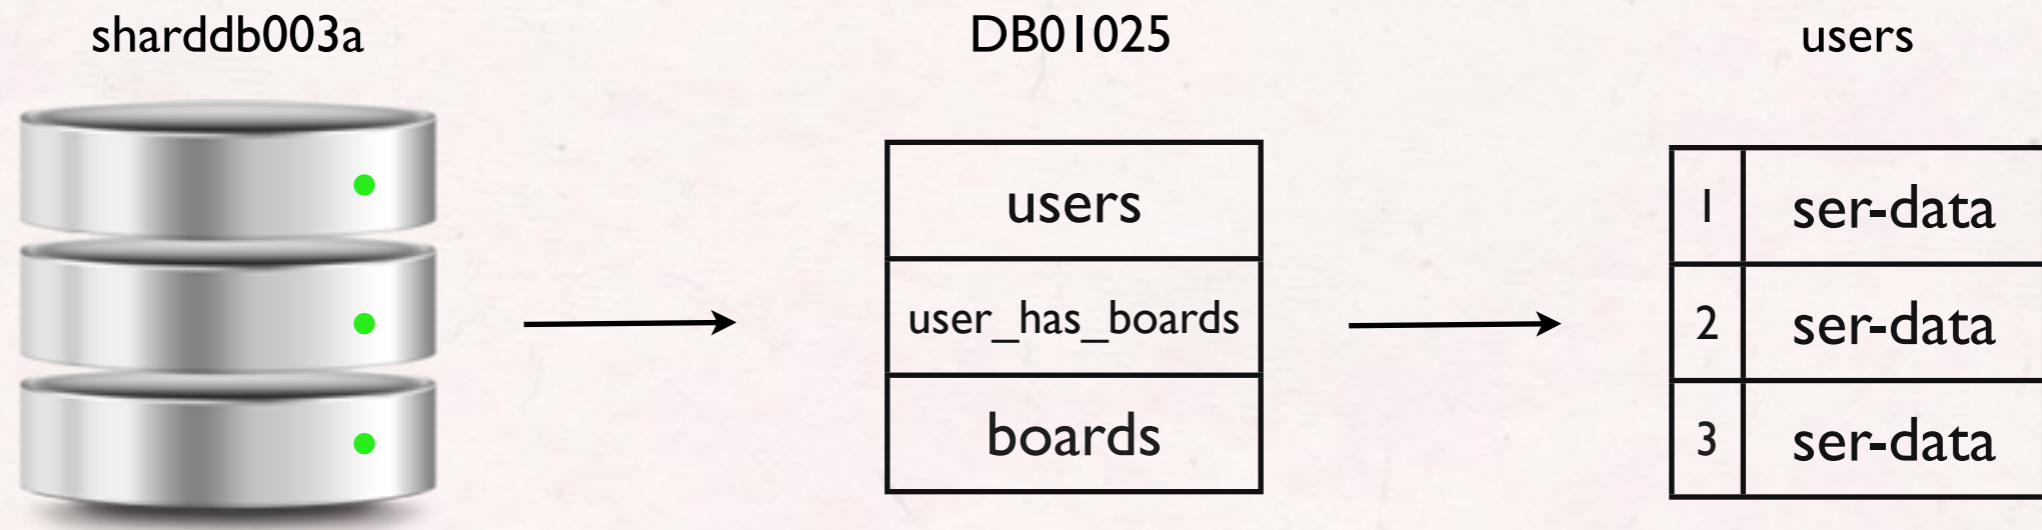 sharddb003a
DB01025
users
users
user_has_boards
boards
1 ser-data
2 ser-data
3 ser-data